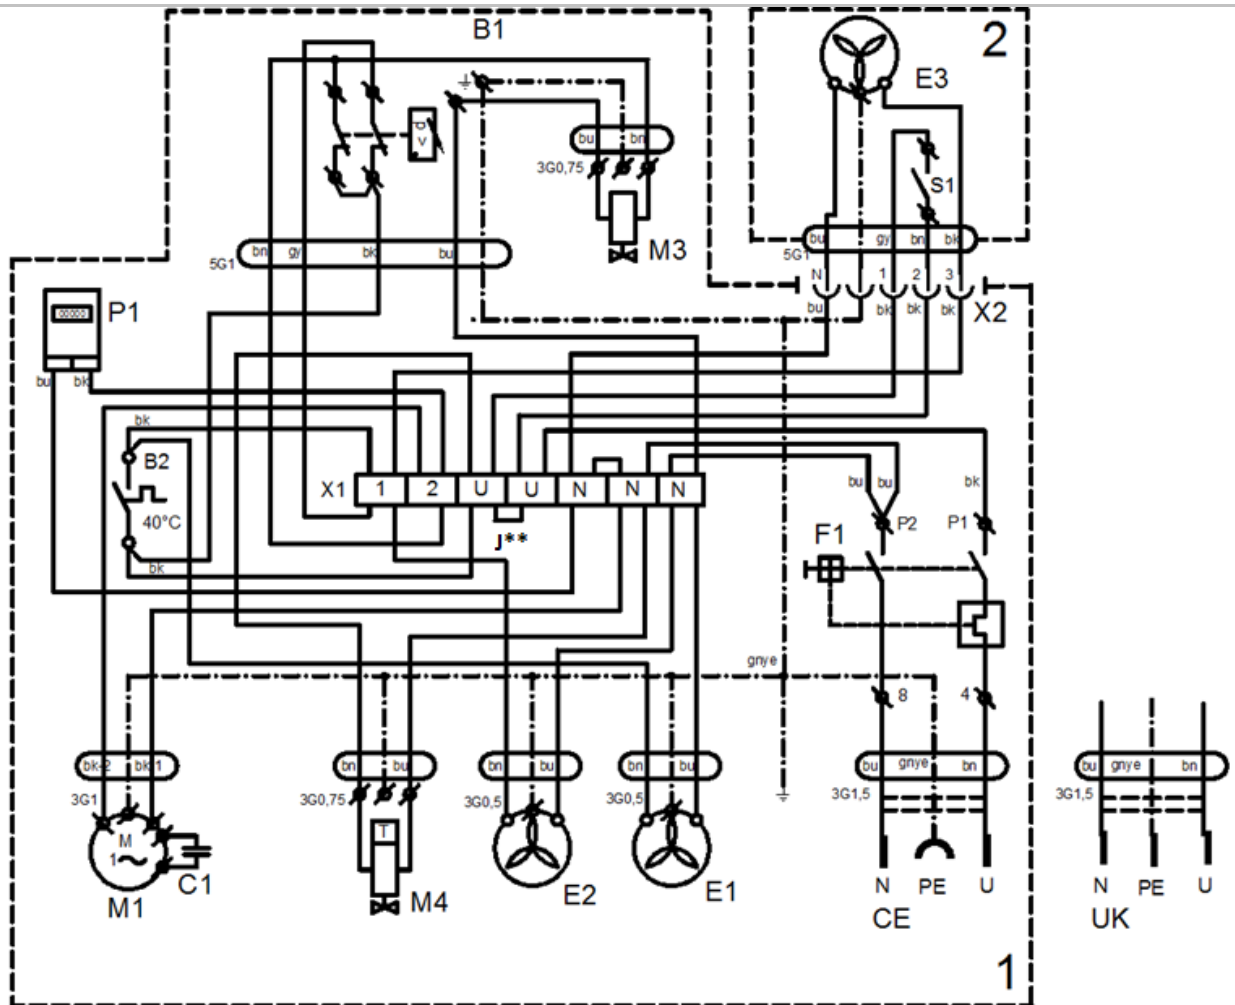 B1
2
E3
d
<
bu bn
3G0,75
S1
M3
bn gy bk bu
5G1
bu gy bn bk
5G1
N 1 2 3
X2
bu bk bk bk
P1
00000
bu bk
bk
B2
40°C
bk
X1 1 2 U U N N N
J**
bu bu bk
P2 P1
F1
gnye
8 4
bk-2 bk-1
3G1
M
1
C1
M1
bn bu
3G0,75
T
M4
bn bu
3G0,5
E2
bn bu
3G0,5
E1
bu gnye bn
3G1,5
N PE U
CE
bu gnye bn
3G1,5
N PE U
UK
1